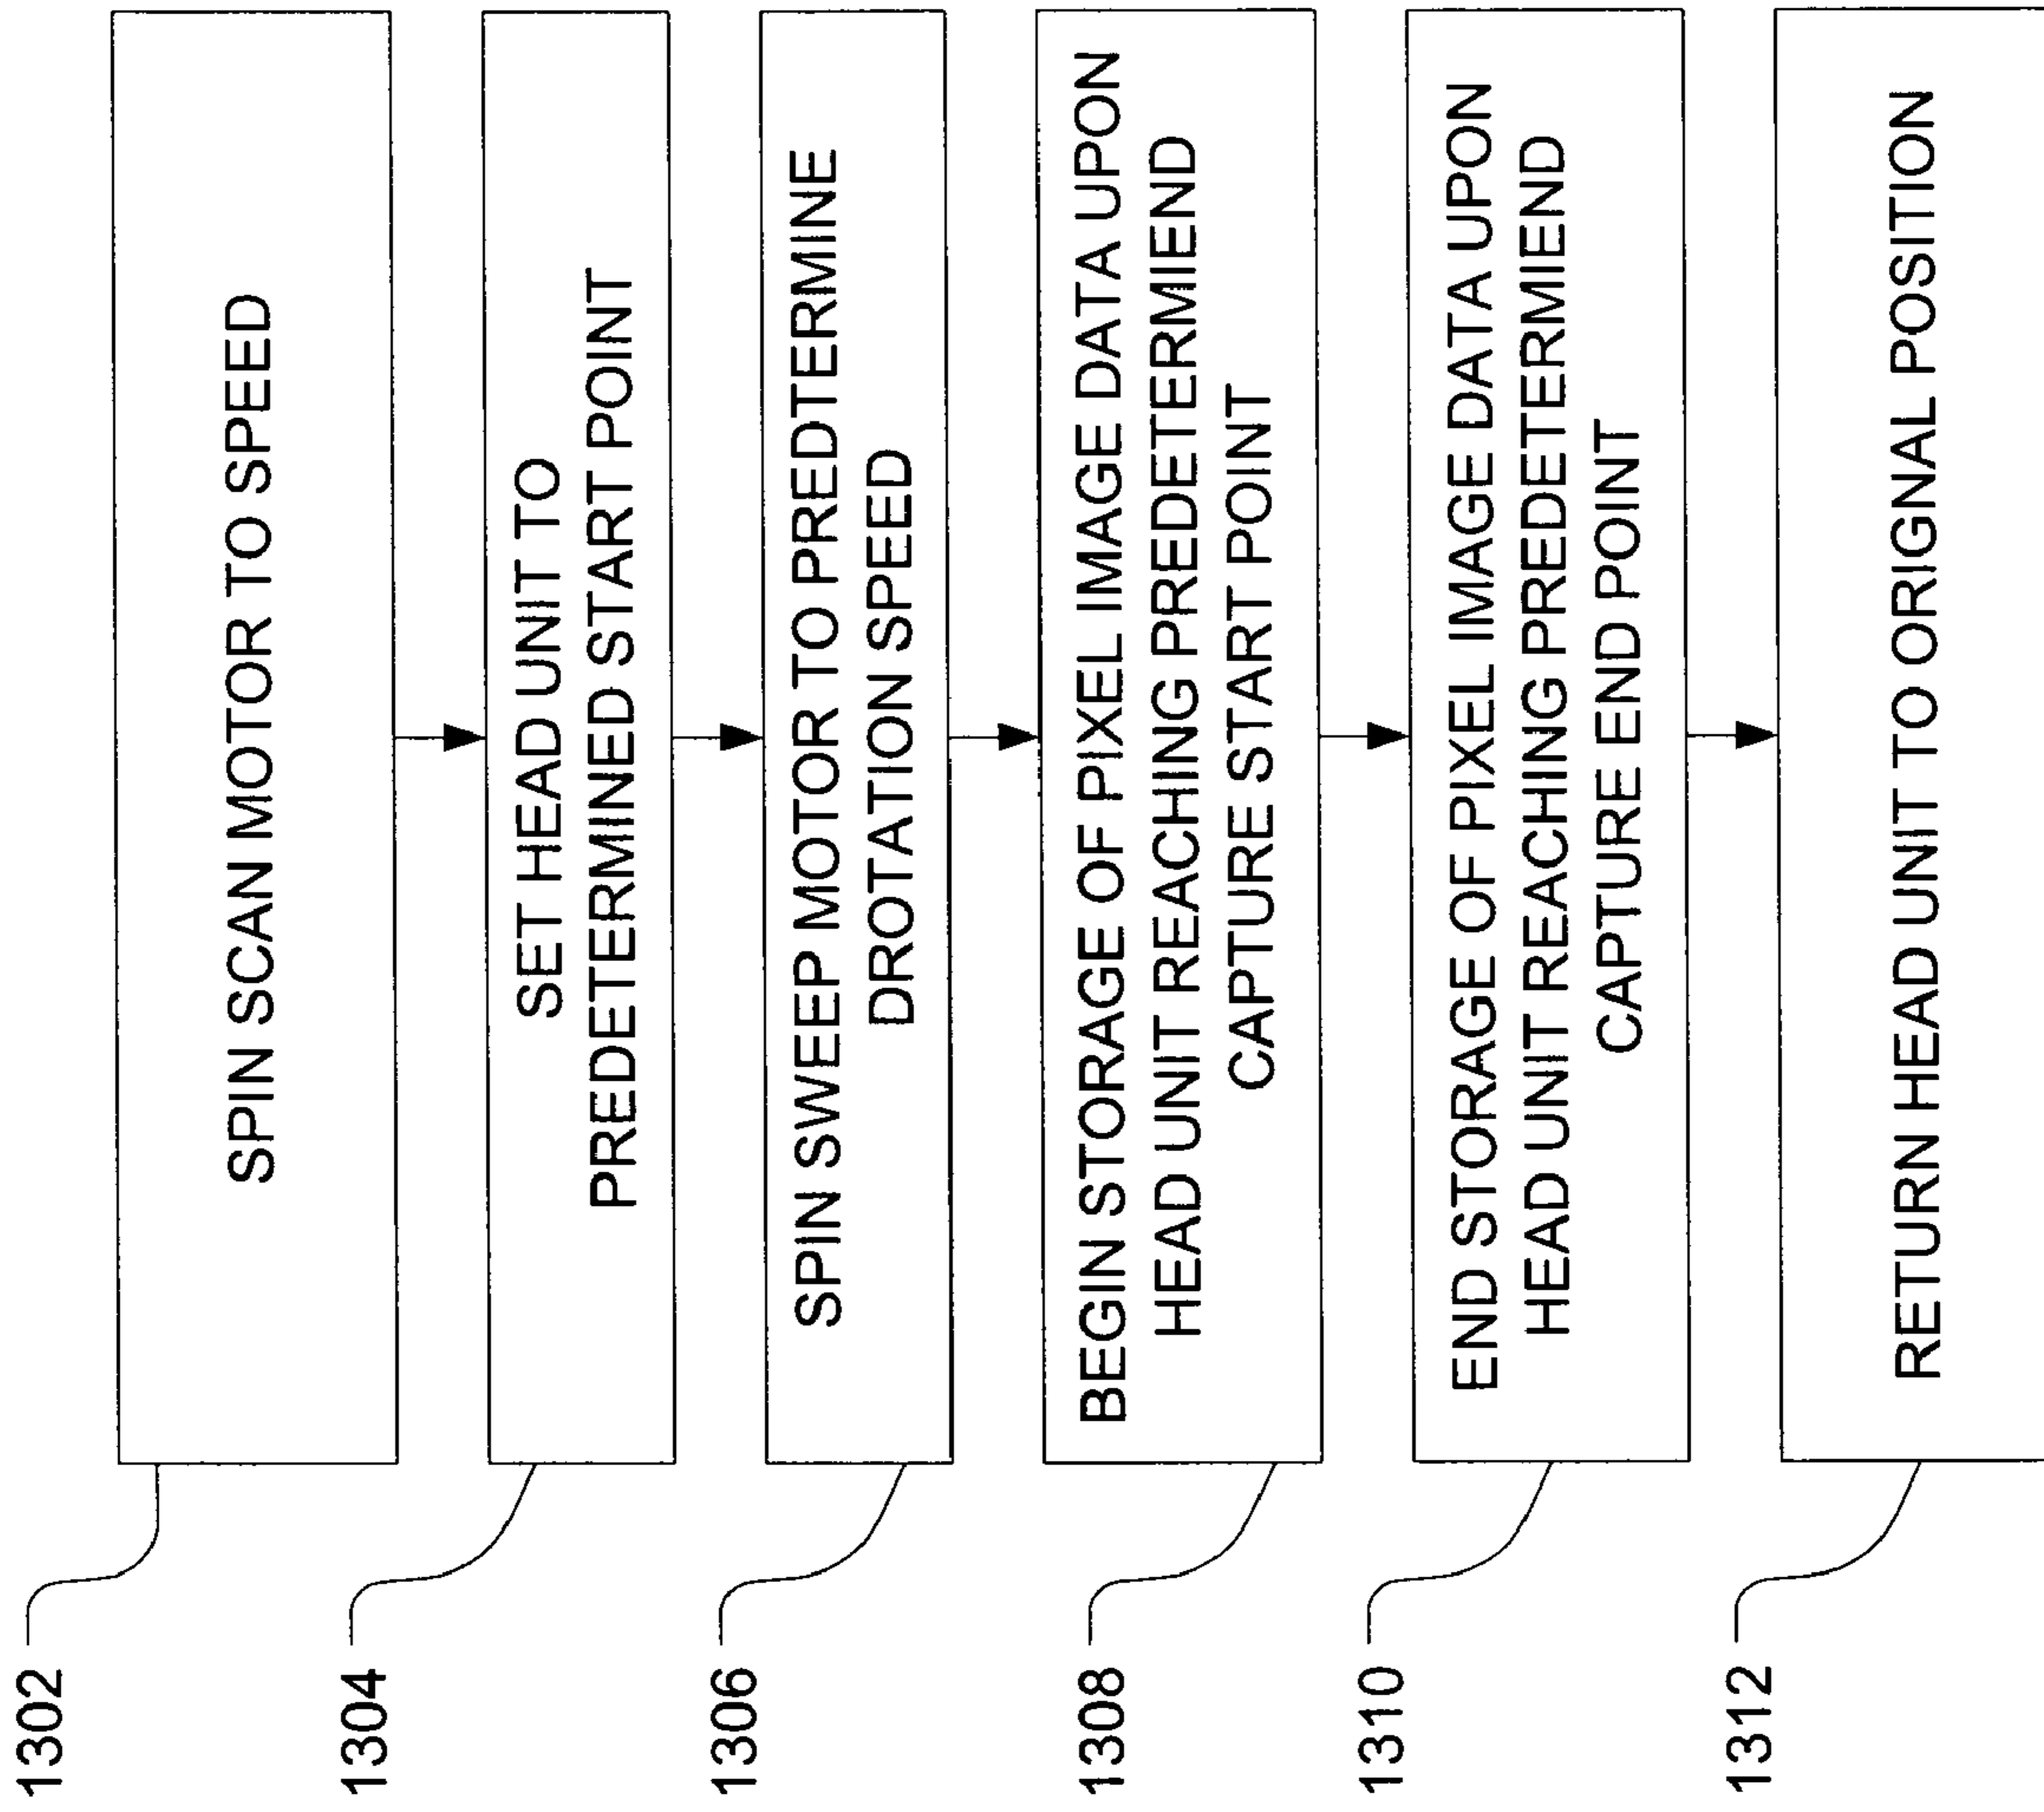 1302
SPIN SCAN MOTOR TO SPEED
1304
SET HEAD UNIT TO
PREDETERMINED START POINT
1306
SPIN SWEEP MOTOR TO PREDTERMINE
DROTATION SPEED
1308
BEGIN STORAGE OF PIXEL IMAGE DATA UPON
HEAD UNIT REACHING PREDETERMIEND
CAPTURE START POINT
1310
END STORAGE OF PIXEL IMAGE DATA UPON
HEAD UNIT REACHING PREDETERMIEND
CAPTURE END POINT
1312
RETURN HEAD UNIT TO ORIGNAL POSITION